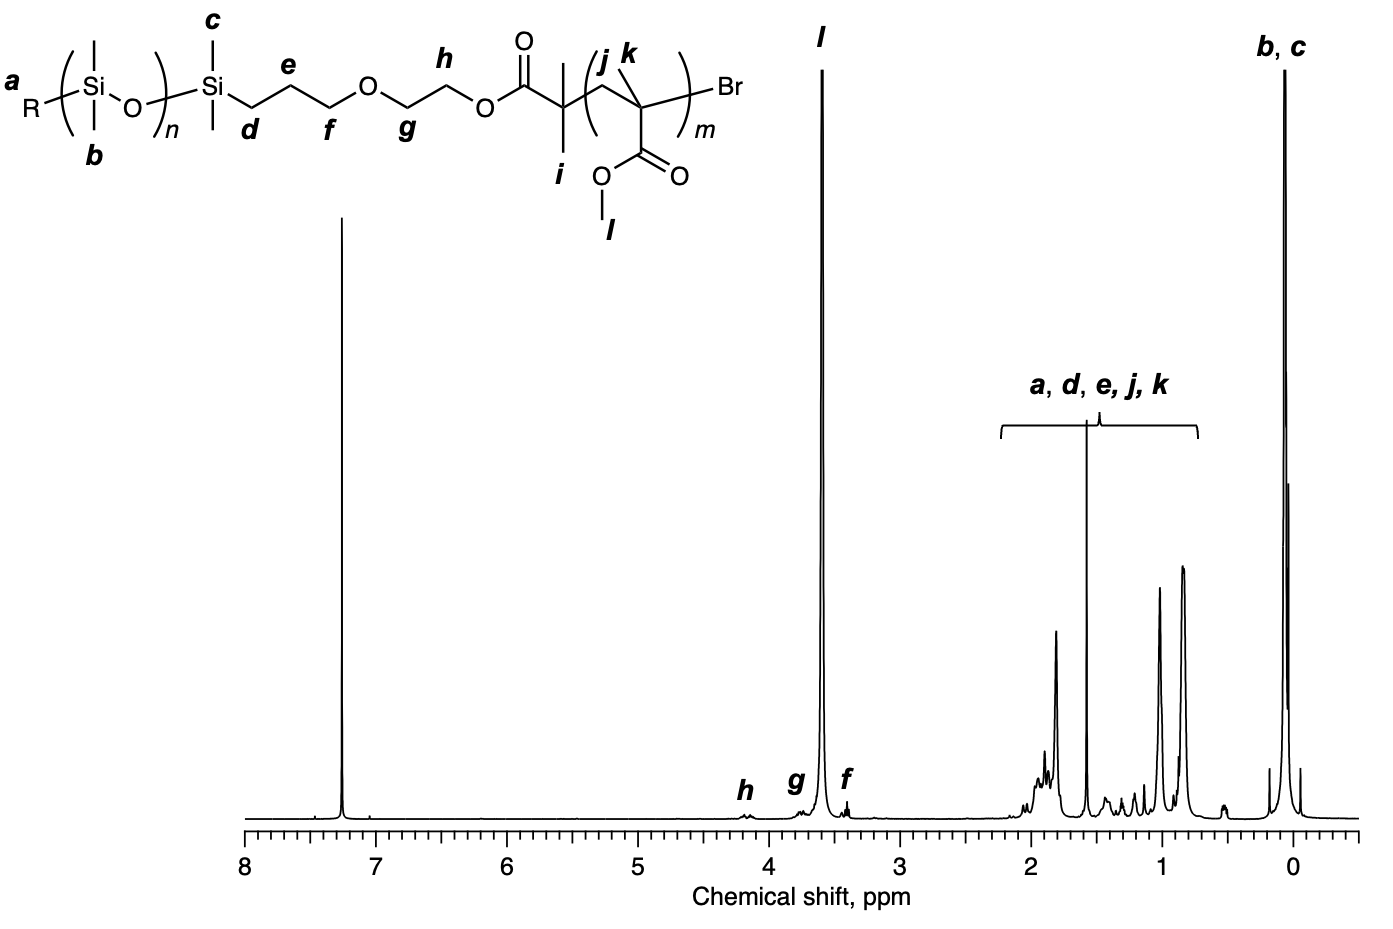 c
O
l
b, c
e
h
j
k
a
R
Si
O
n
Si
O
O
Br
m
d
f
g
b
i
O
O
l
a, d, e, j, k
h
g
f
8
7
6
5
4
3
2
1
0
Chemical shift, ppm